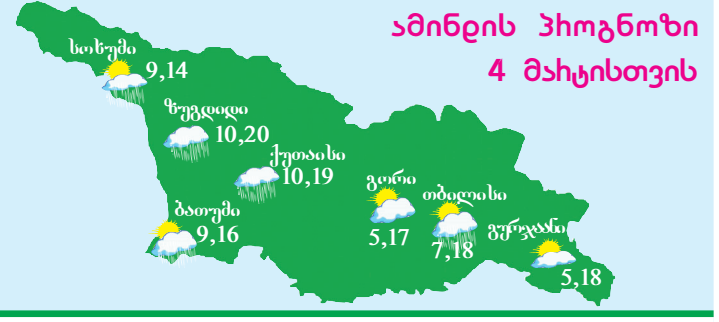 ამინდის პროგნოზი
4 მარტისთვის
სოხუმი
9,14
ზუგდიდი
10,20
ქუთაისი
10,19
გორი
5,17
თბილისი
7,18
ბათუმი
9,16
გურჯაანი
5,18